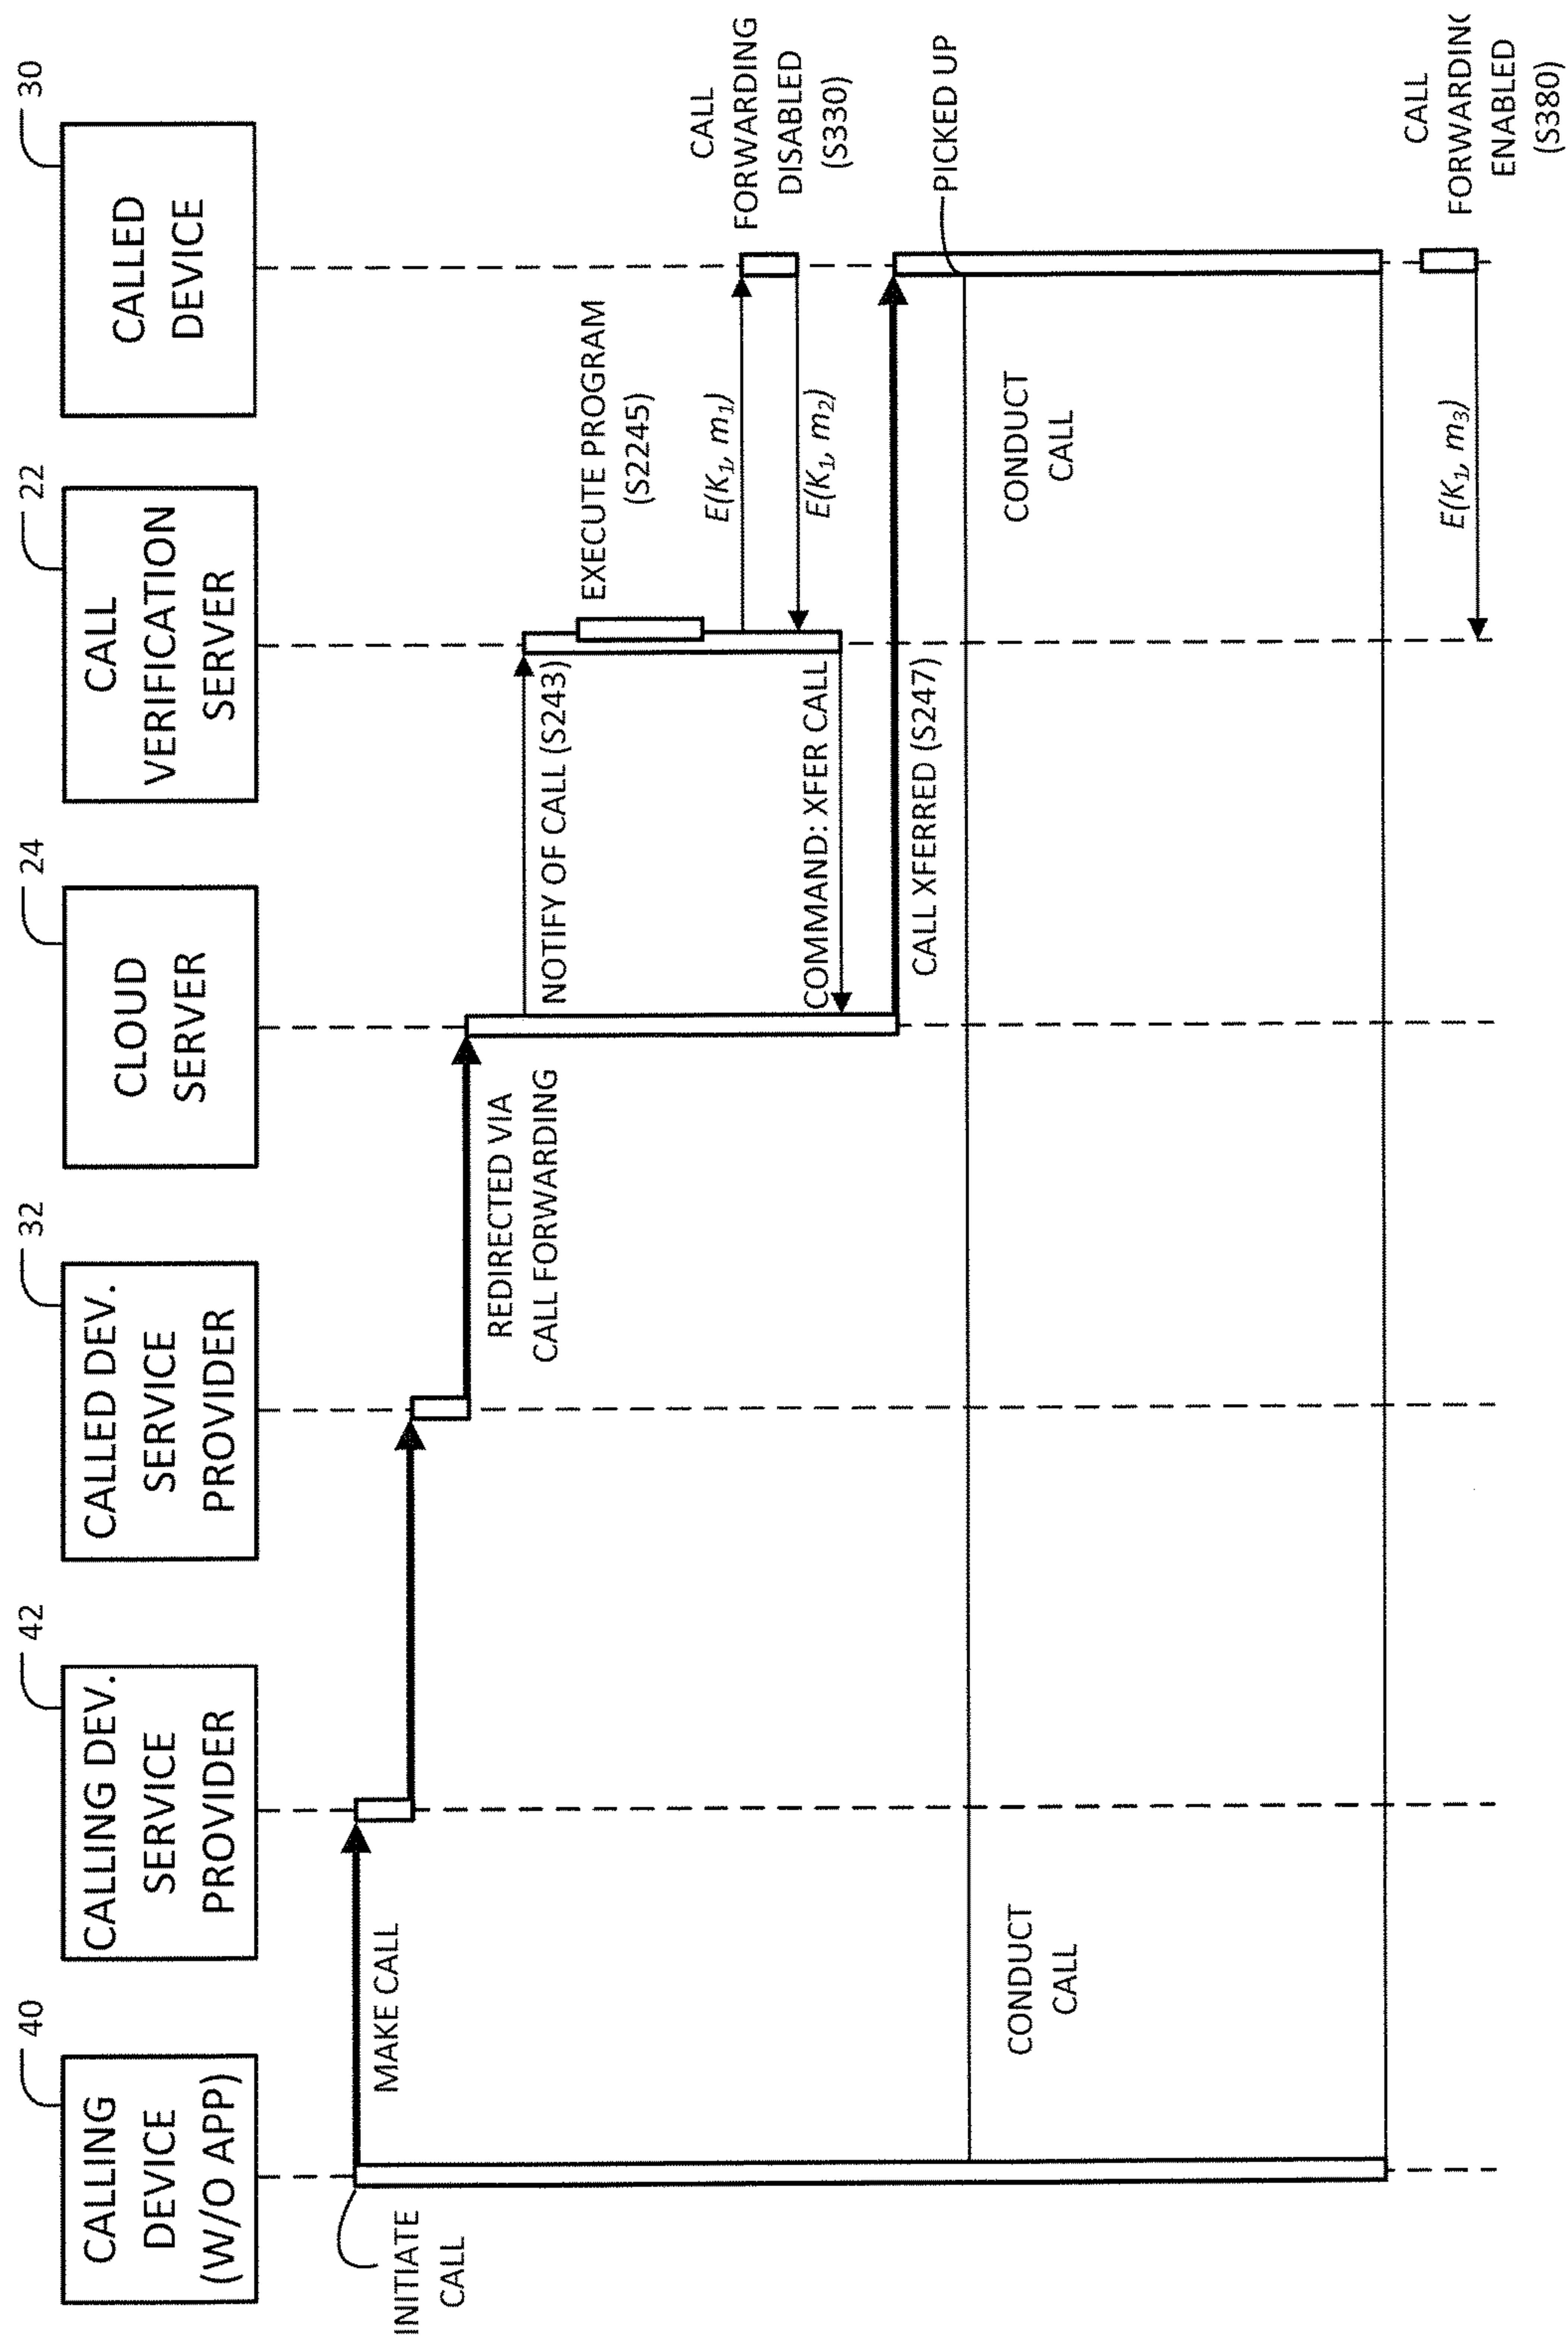 40
CALLING
DEVICE
(W/O APP)
42
CALLING DEV.
SERVICE
PROVIDER
32
CALLED DEV.
SERVICE
PROVIDER
24
CLOUD
SERVER
22
CALL
VERIFICATION
SERVER
30
CALLED
DEVICE
INITIATE
CALL
MAKE CALL
REDIRECTED VIA
CALL FORWARDING
NOTIFY OF CALL (S243)
EXECUTE PROGRAM
(S2245)
E(K₁, m₁)
CALL
FORWARDING
DISABLED
(S330)
E(K₁, m₂)
COMMAND: XFER CALL
CALL XFERRED (S247)
PICKED UP
CONDUCT
CALL
CONDUCT
CALL
E(K₁, m₃)
CALL
FORWARDIN
ENABLED
(S380)